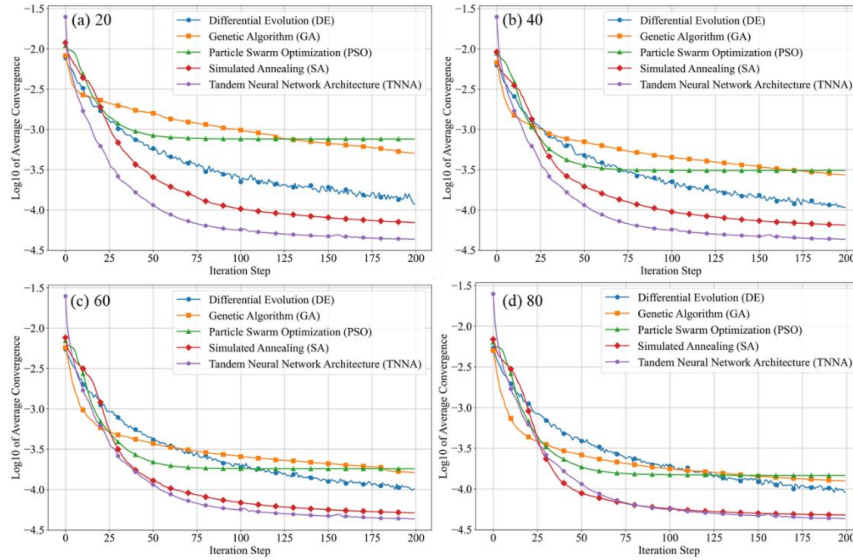 (a) 20
Differential Evolution (DE)
Genetic Algorithm (GA)
Particle Swarm Optimization (PSO)
Simulated Annealing (SA)
Tandem Neural Network Architecture (TNNA)
Log10 of Average Convergence
−1.5
−2.0
−2.5
−3.0
−3.5
−4.0
−4.5
0 25 50 75 100 125 150 175 200
Iteration Step
(b) 40
Differential Evolution (DE)
Genetic Algorithm (GA)
Particle Swarm Optimization (PSO)
Simulated Annealing (SA)
Tandem Neural Network Architecture (TNNA)
Log10 of Average Convergence
−1.5
−2.0
−2.5
−3.0
−3.5
−4.0
−4.5
0 25 50 75 100 125 150 175 200
Iteration Step
(c) 60
Differential Evolution (DE)
Genetic Algorithm (GA)
Particle Swarm Optimization (PSO)
Simulated Annealing (SA)
Tandem Neural Network Architecture (TNNA)
Log10 of Average Convergence
−1.5
−2.0
−2.5
−3.0
−3.5
−4.0
−4.5
0 25 50 75 100 125 150 175 200
Iteration Step
(d) 80
Differential Evolution (DE)
Genetic Algorithm (GA)
Particle Swarm Optimization (PSO)
Simulated Annealing (SA)
Tandem Neural Network Architecture (TNNA)
Log10 of Average Convergence
−1.5
−2.0
−2.5
−3.0
−3.5
−4.0
−4.5
0 25 50 75 100 125 150 175 200
Iteration Step